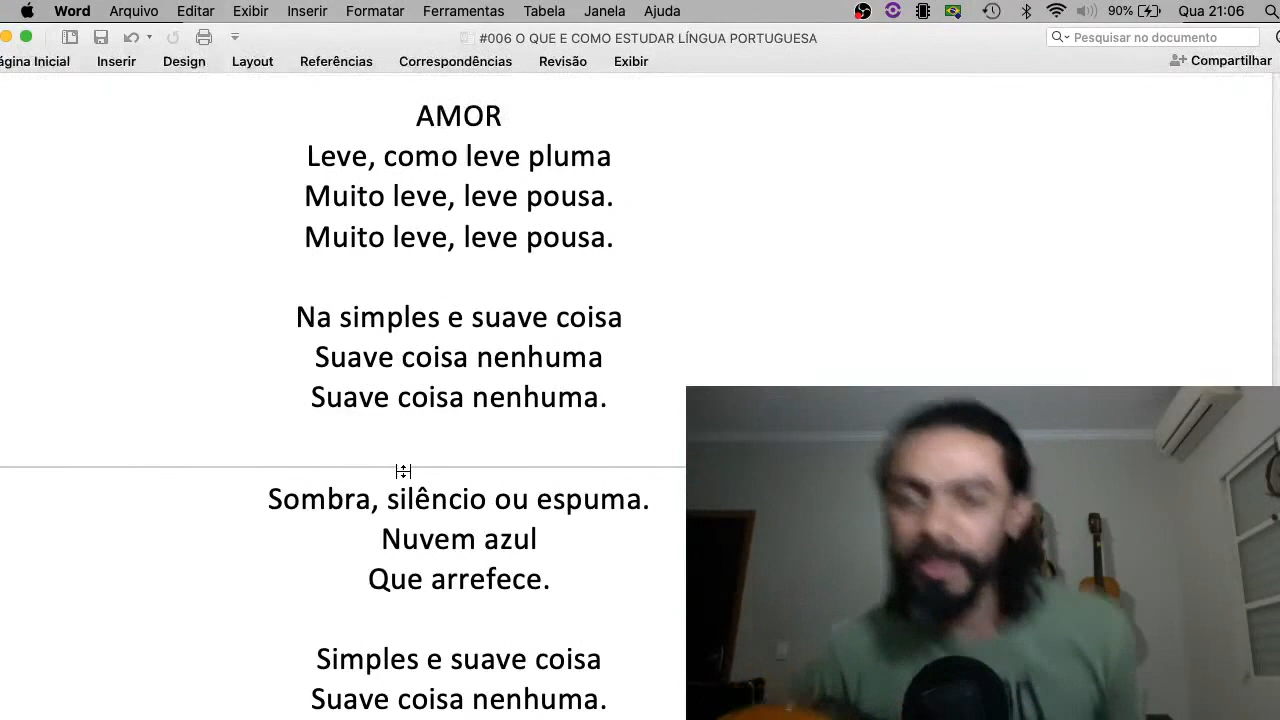 Word Arquivo Editar Exibir Inserir Formatar Ferramentas Tabela Janela Ajuda 90% Qua 21:06
#006 O QUE E COMO ESTUDAR LÍNGUA PORTUGUESA Pesquisar no documento
ágina Inicial Inserir Design Layout Referências Correspondências Revisão Exibir Compartilhar
AMOR
Leve, como leve pluma
Muito leve, leve pousa.
Muito leve, leve pousa.
Na simples e suave coisa
Suave coisa nenhuma
Suave coisa nenhuma.
Sombra, silêncio ou espuma.
Nuvem azul
Que arrefece.
Simples e suave coisa
Suave coisa nenhuma.